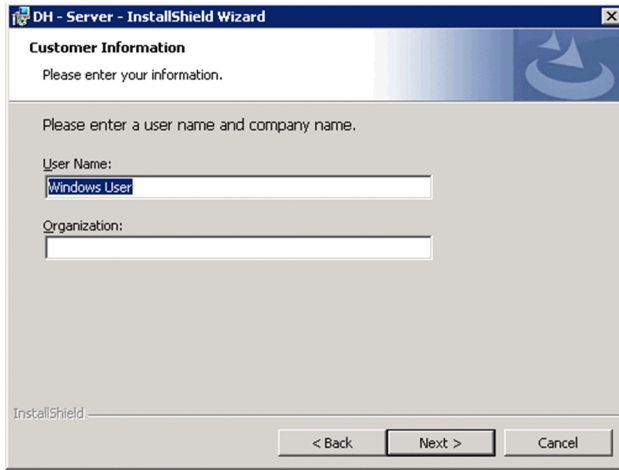 DH - Server - InstallShield Wizard
Customer Information
Please enter your information.
Please enter a user name and company name.
User Name:
Windows User
Organization:
InstallShield
< Back Next > Cancel